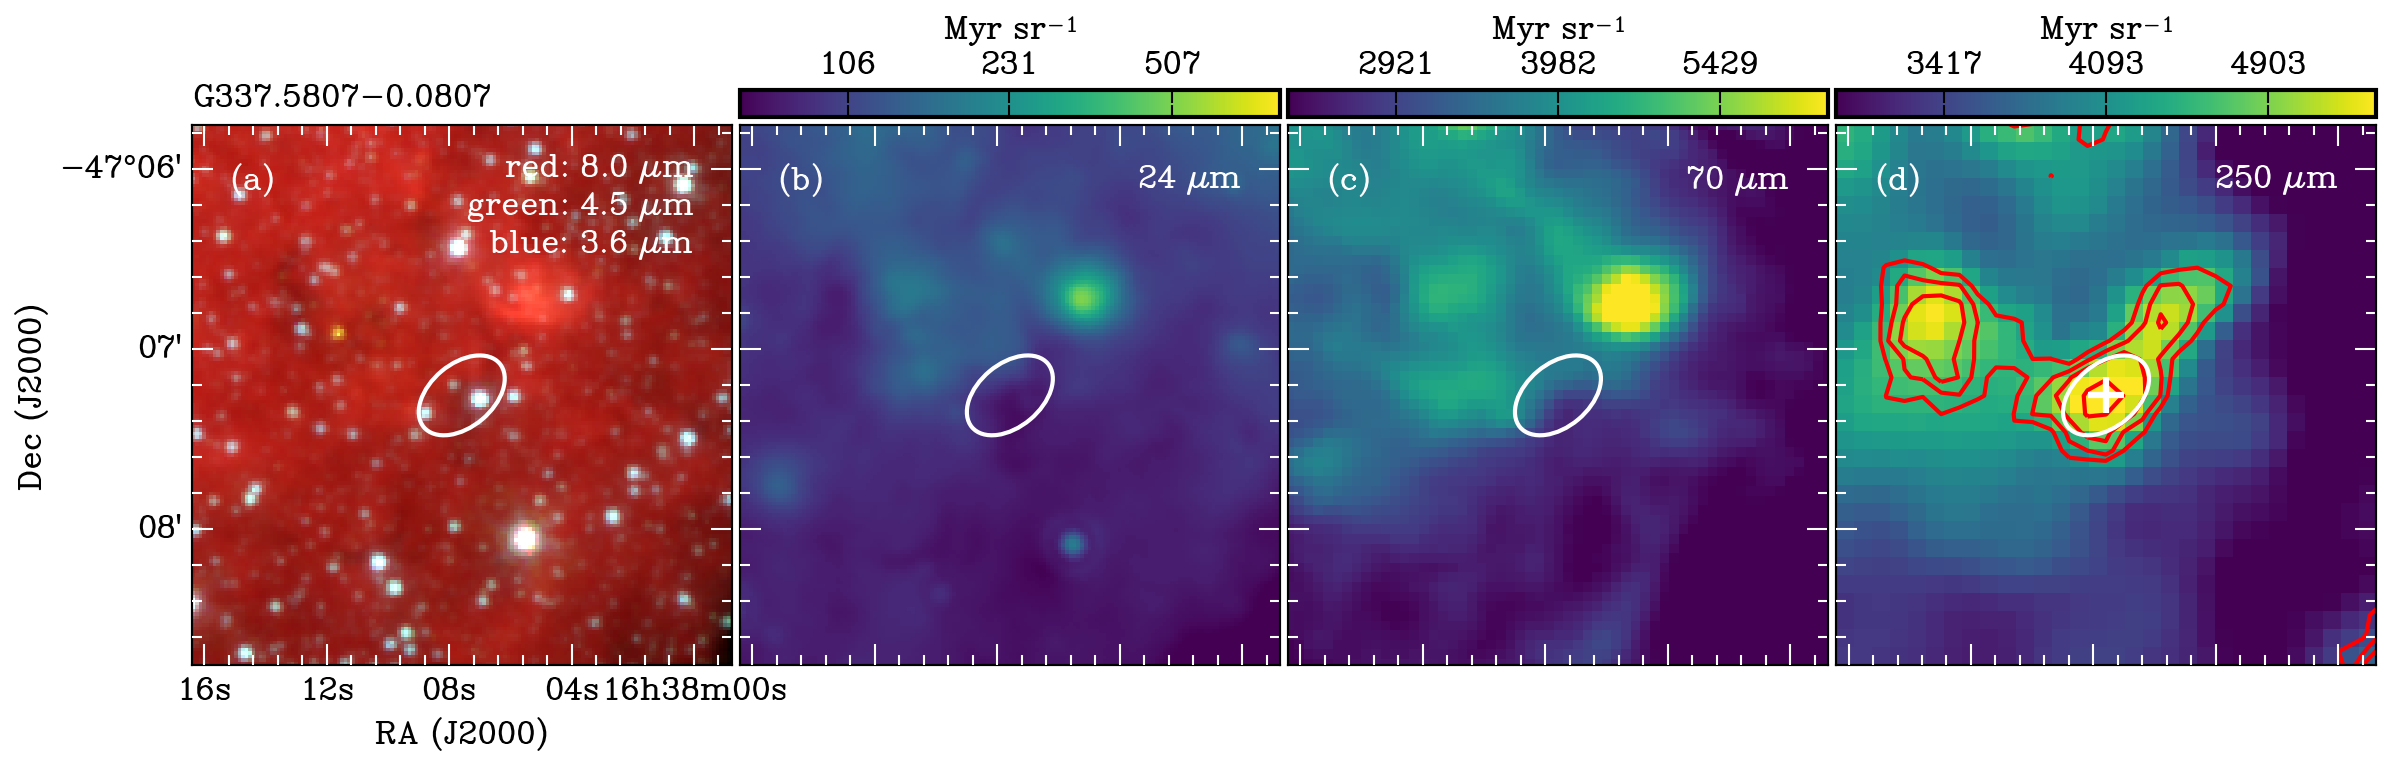 Myr sr⁻¹
106 231 507
Myr sr⁻¹
2921 3982 5429
Myr sr⁻¹
3417 4093 4903
G337.5807−0.0807
(a)
red: 8.0 μm
green: 4.5 μm
blue: 3.6 μm
(b)
24 μm
(c)
70 μm
(d)
250 μm
−47°06'
07'
08'
Dec (J2000)
16s 12s 08s 04s 16h38m00s
RA (J2000)